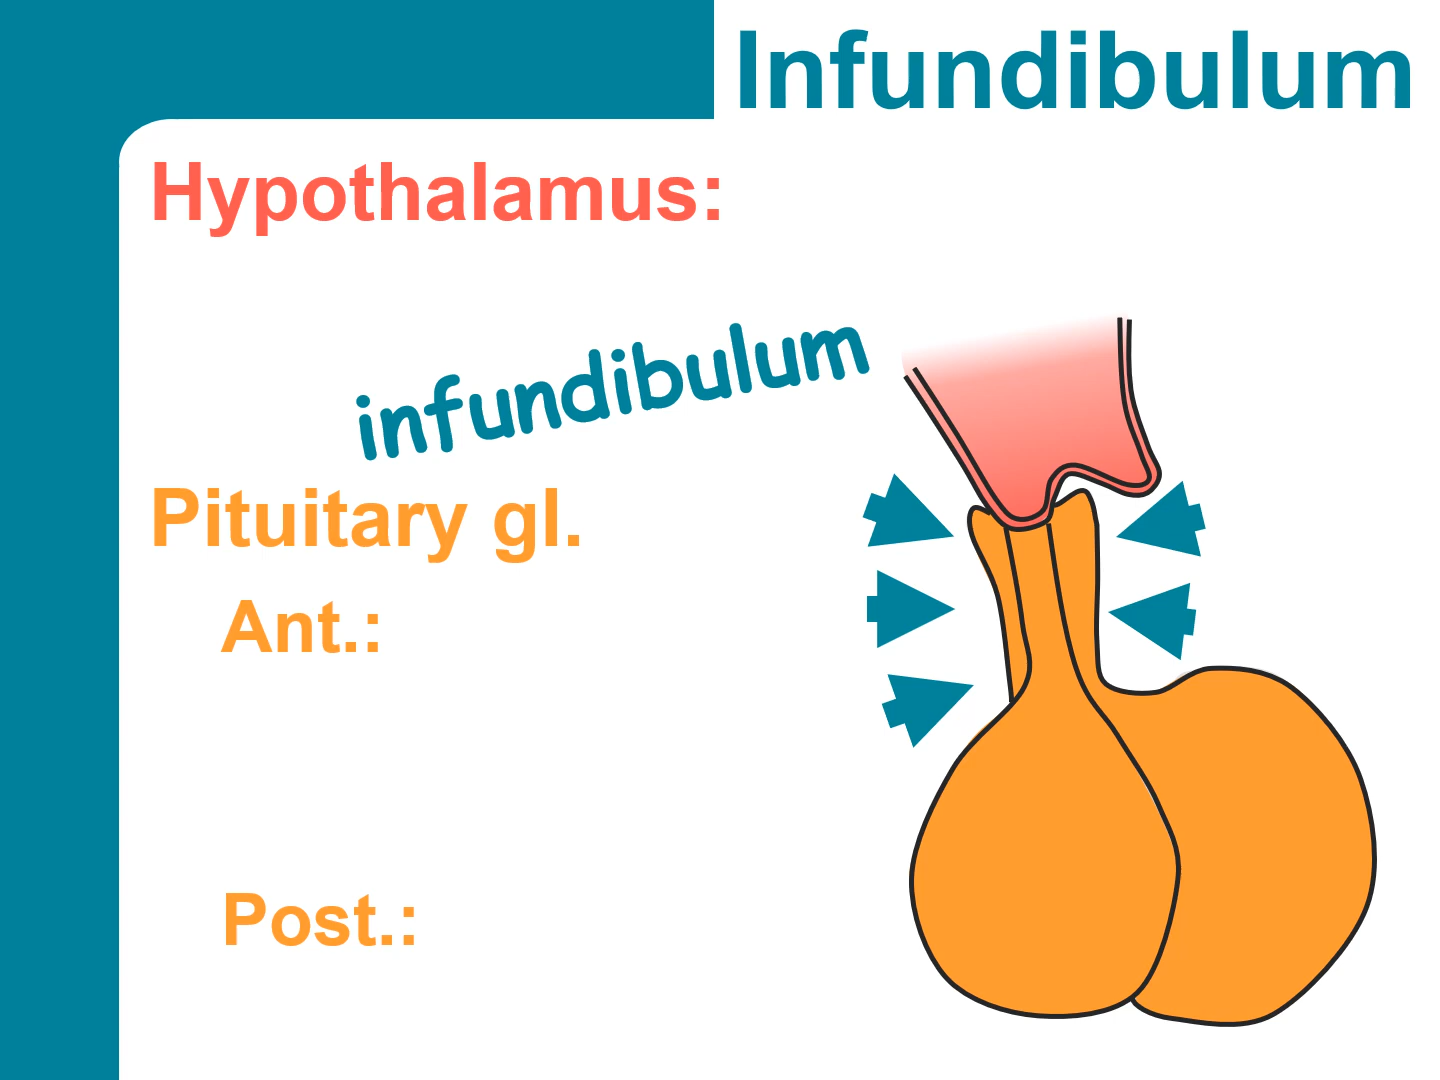 Infundibulum
Hypothalamus:
infundibulum
Pituitary gl.
Ant.:
Post.: